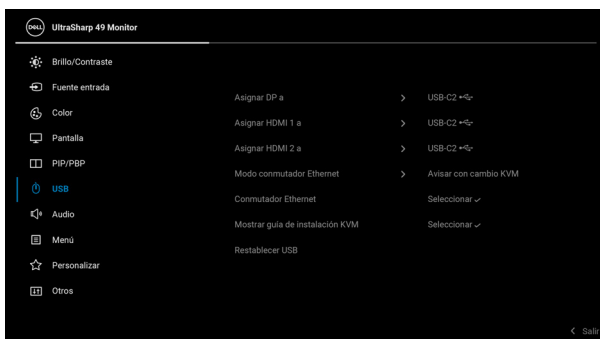 DELL UltraSharp 49 Monitor
Brillo/Contraste
Fuente entrada
Color
Pantalla
PIP/PBP
USB
Audio
Menú
Personalizar
Otros
Asignar DP a > USB-C2
Asignar HDMI 1 a > USB-C2
Asignar HDMI 2 a > USB-C2
Modo conmutador Ethernet > Avisar con cambio KVM
Conmutador Ethernet Seleccionar ✓
Mostrar guía de instalación KVM Seleccionar ✓
Restablecer USB
< Salir